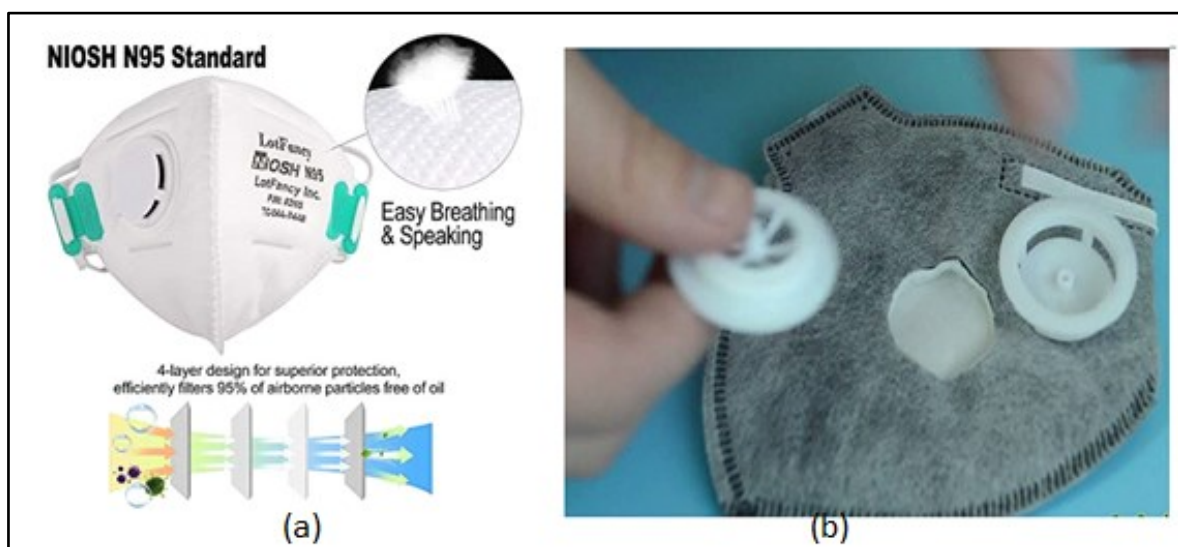 NIOSH N95 Standard
LotFancy
NIOSH N95
LotFancy Inc.
Easy Breathing
& Speaking
4-layer design for superior protection,
efficiently filters 95% of airborne particles free of oil
(a)
(b)